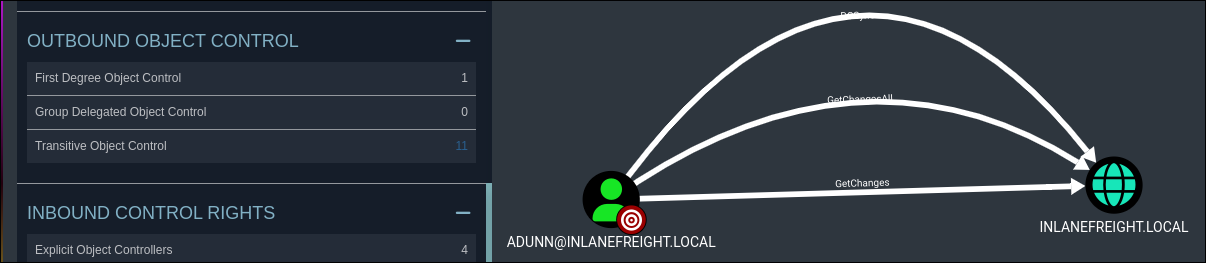 OUTBOUND OBJECT CONTROL
First Degree Object Control 1
Group Delegated Object Control 0
Transitive Object Control 11
INBOUND CONTROL RIGHTS
Explicit Object Controllers 4
GetChangesAll
GetChanges
ADUNN@INLANEFREIGHT.LOCAL
INLANEFREIGHT.LOCAL